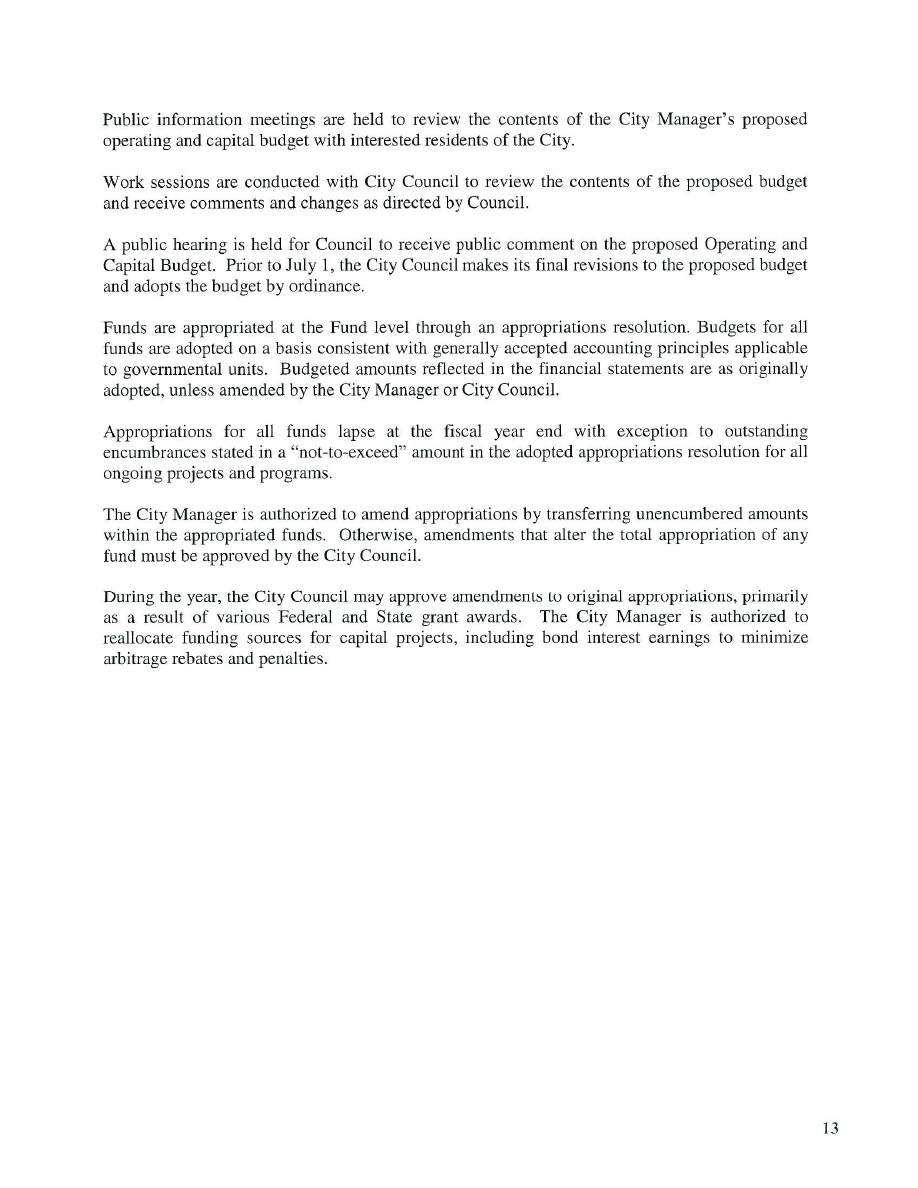 Public information meetings are held to review the contents of the City Manager's proposed
operating and capital budget with interested residents of the City.
Work sessions are conducted with City Council to review the contents of the proposed budget
and receive comments and changes as directed by Council.
A public hearing is held for Council to receive public comment on the proposed Operating and
Capital Budget.  Prior to July 1, the City Council makes its final revisions to the proposed budget
and adopts the budget by ordinance.
Funds are appropriated at the Fund level through an appropriations resolution. Budgets for all
funds are adopted on a basis consistent with generally accepted accounting principles applicable
to governmental units.  Budgeted amounts reflected in the financial statements are as originally
adopted, unless amended by the City Manager or City Council.
Appropriations for all funds lapse at the fiscal year end with exception to outstanding
encumbrances stated in a “not-to-exceed” amount in the adopted appropriations resolution for all
ongoing projects and programs.
The City Manager is authorized to amend appropriations by transferring unencumbered amounts
within the appropriated funds.  Otherwise, amendments that alter the total appropriation of any
fund must be approved by the City Council.
During the year, the City Council may approve amendments to original appropriations, primarily
as a result of various Federal and State grant awards.  The City Manager is authorized to
reallocate funding sources for capital projects, including bond interest earnings to minimize
arbitrage rebates and penalties.
13